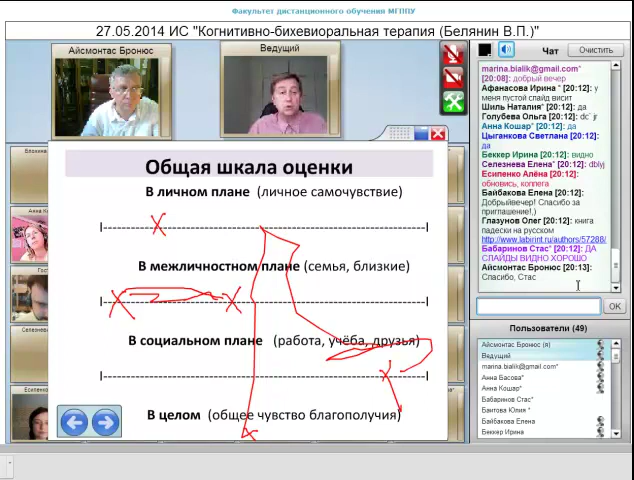 Факультет дистанционного обучения МГППУ
27.05.2014 ИС "Когнитивно-бихевиоральная терапия (Белянин В.П.)"
Айсмонтас Бронюс
Ведущий
Общая шкала оценки
В личном плане (личное самочувствие)
В межличностном плане (семья, близкие)
В социальном плане (работа, учёба, друзья)
В целом (общее чувство благополучия)
Чат
Очистить
marina.bialik@gmail.com*
[20:08]: добрый вечер
Афанасова Ирина * [20:12]: у
меня пустой слайд висит
Шиль Наталия* [20:12]: да
Голубева Ольга [20:12]: dc` jr
Анна Кошар* [20:12]: да
Цыганкова Светлана [20:12]:
да
Беккер Ирина [20:12]: видно
Селезнева Елена* [20:12]: dblyj
Есипенко Алёна [20:12]:
обновись, коллега
Байбакова Елена [20:12]:
Добрыйвечер! Спасибо за
приглашение!,)
Глазунов Олег [20:12]: книга
падески на русском
http://www.labirint.ru/authors/57288/
Бабаринов Стас* [20:12]: ДА
СЛАЙДЫ ВИДНО ХОРОШО
Айсмонтас Бронюс [20:13]:
Спасибо, Стас
OK
Пользователи (49)
Айсмонтас Бронюс (я)
Ведущий
marina.bialik@gmail.com*
Анна Басова*
Анна Кошар*
Бабаринов Стас*
Бантова Юлия *
Байбакова Елена
Беккер Ирина